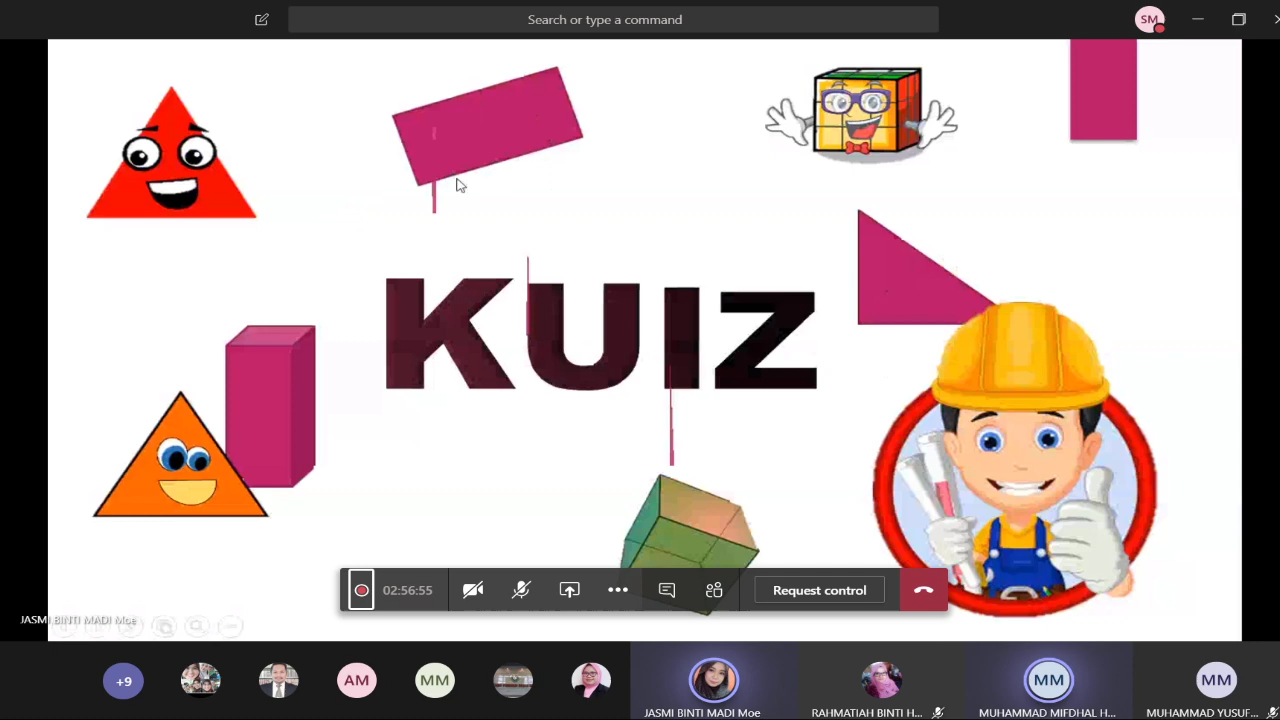 Search or type a command
SM
KUIZ
02:56:55
Request control
JASMI BINTI MADI Moe
+9
AM
MM
JASMI BINTI MADI Moe
RAHMATIAH BINTI H...
MM
MUHAMMAD MIFDHAL H...
MM
MUHAMMAD YUSUF...